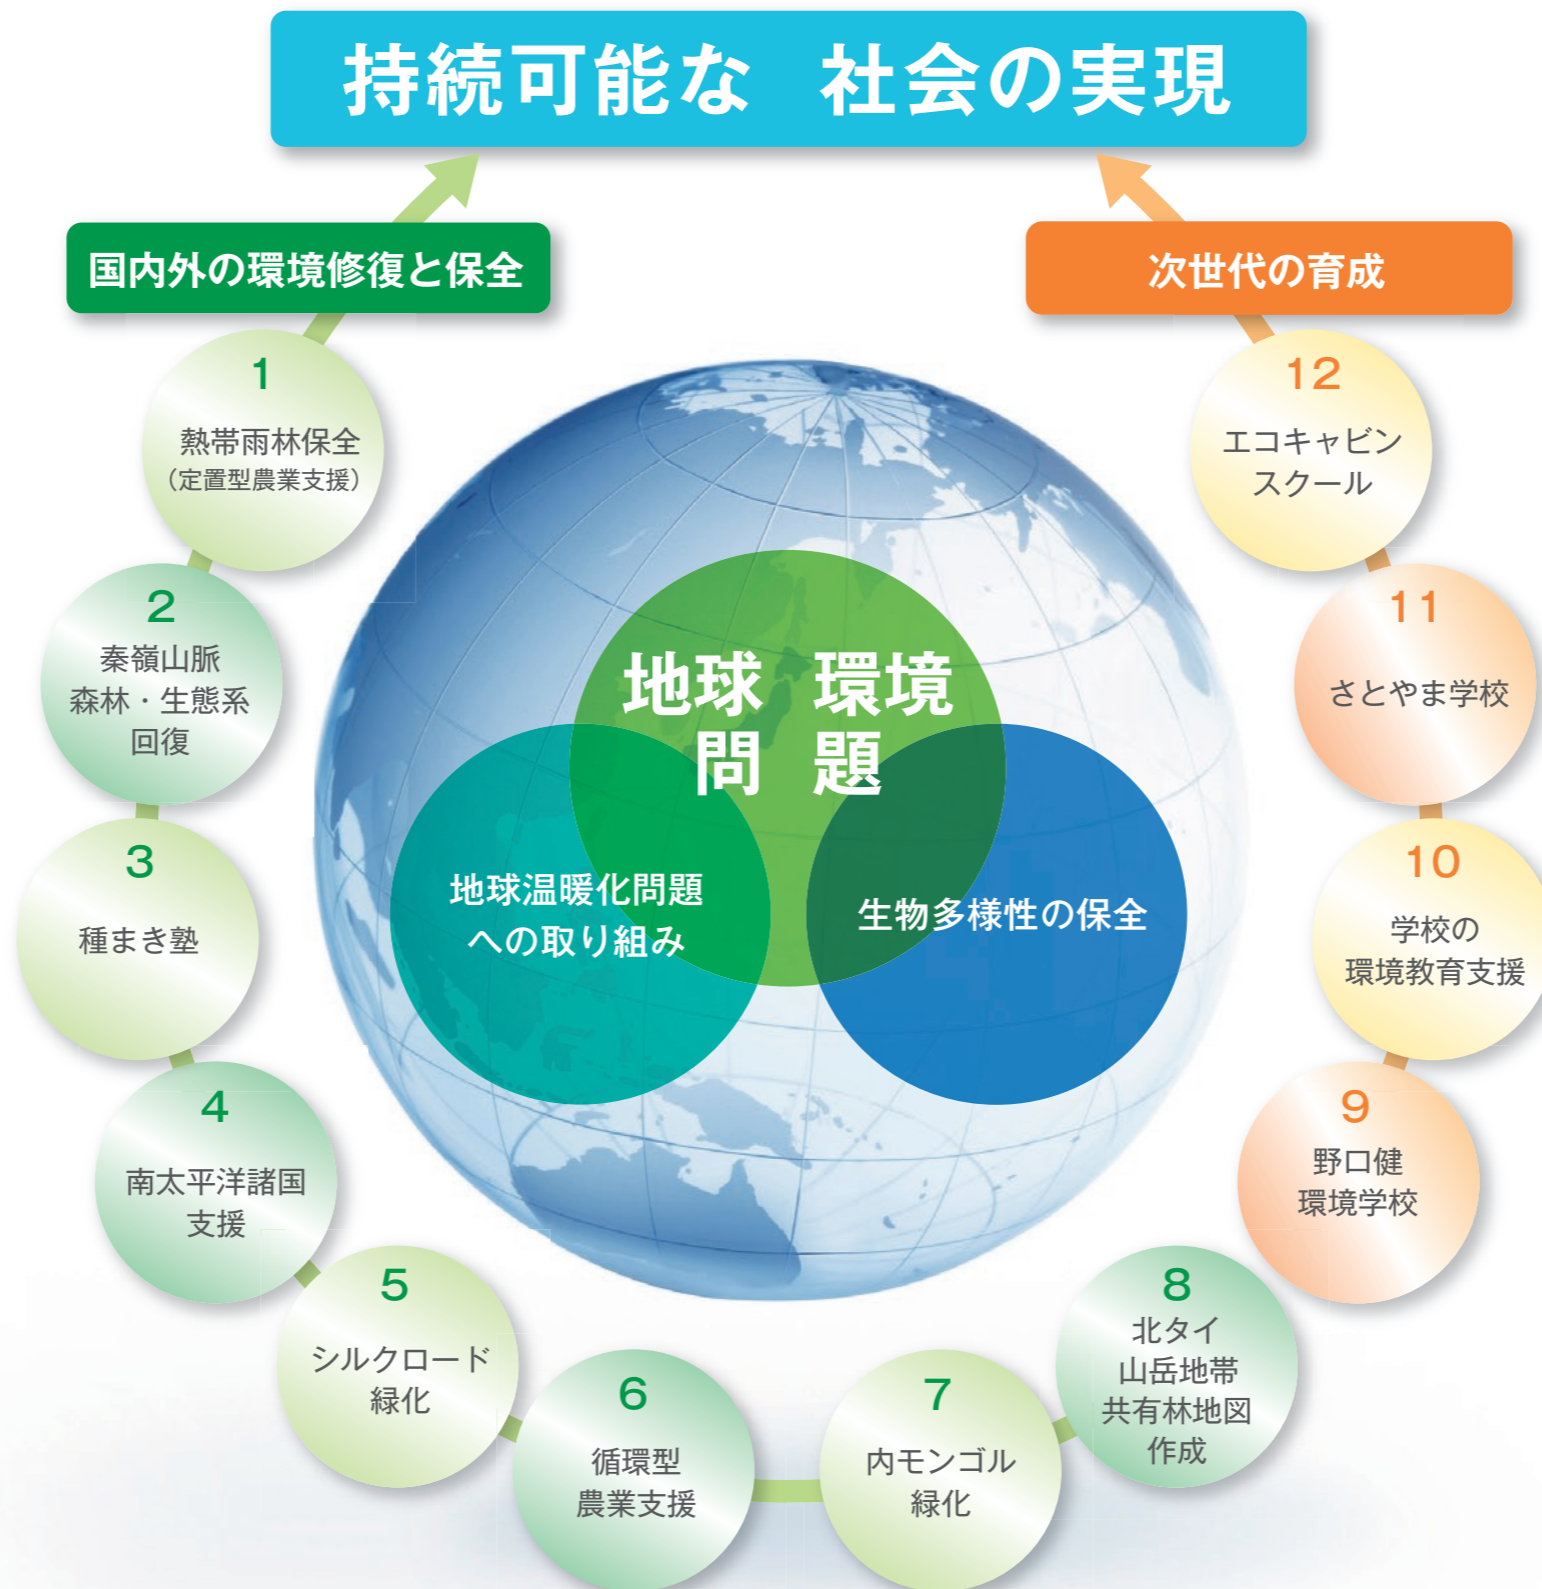 持続可能な 社会の実現
国内外の環境修復と保全
次世代の育成
1
熱帯雨林保全
（定置型農業支援）
2
秦嶺山脈
森林・生態系
回復
3
種まき塾
4
南太平洋諸国
支援
5
シルクロード
緑化
6
循環型
農業支援
7
内モンゴル
緑化
8
北タイ
山岳地帯
共有林地図
作成
9
野口健
環境学校
10
学校の
環境教育支援
11
さとやま学校
12
エコキャビン
スクール
地球 環境
問 題
地球温暖化問題
への取り組み
生物多様性の保全